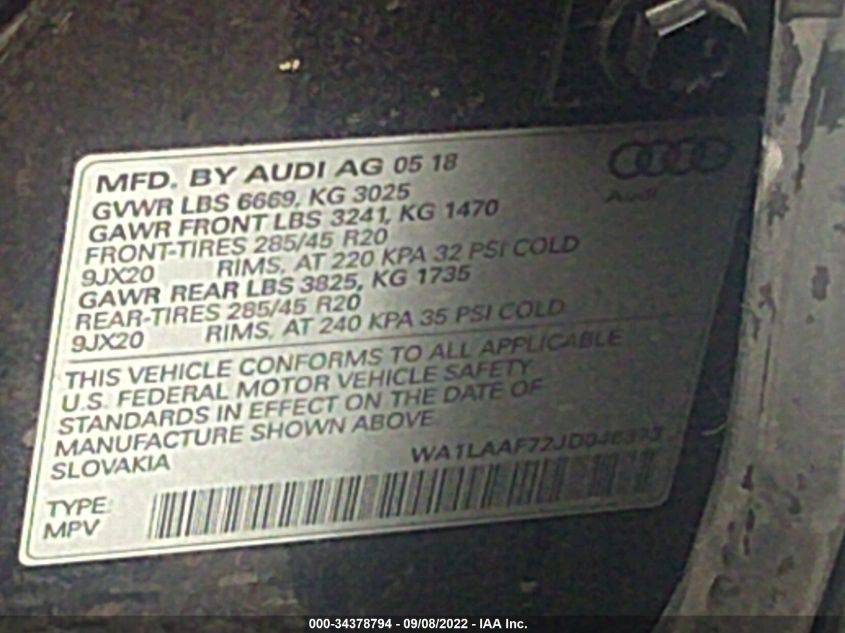 MFD. BY AUDI AG 05 18
GVWR LBS 6669, KG 3025
GAWR FRONT LBS 3241, KG 1470
FRONT-TIRES 285/45 R20
9JX20 RIMS, AT 220 KPA 32 PSI COLD
GAWR REAR LBS 3825, KG 1735
REAR-TIRES 285/45 R20
9JX20 RIMS, AT 240 KPA 35 PSI COLD
Audi
THIS VEHICLE CONFORMS TO ALL APPLICABLE
U.S. FEDERAL MOTOR VEHICLE SAFETY
STANDARDS IN EFFECT ON THE DATE OF
MANUFACTURE SHOWN ABOVE.
SLOVAKIA
TYPE:
MPV
000-34378794 - 09/08/2022 - IAA Inc.